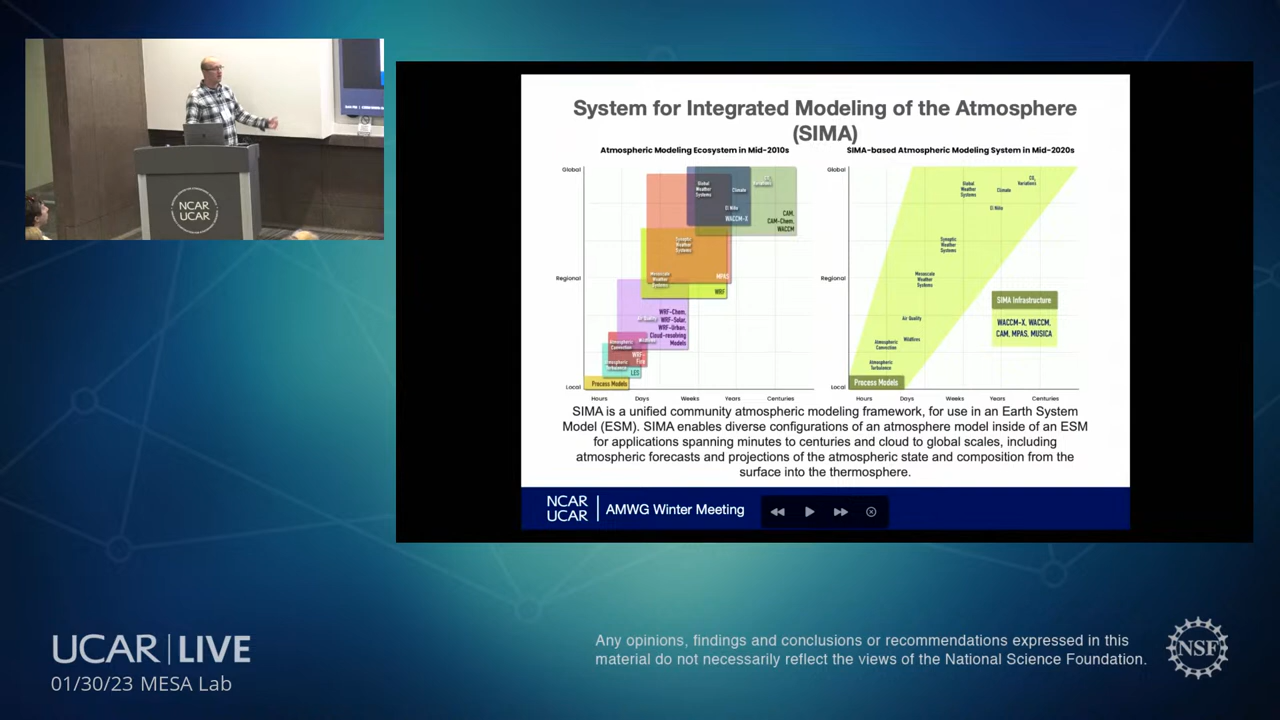 NCAR
UCAR
System for Integrated Modeling of the Atmosphere
(SIMA)
Atmospheric Modeling Ecosystem in Mid-2010s
Global
Regional
Local
Global
Weather
Systems
Climate
CO2
Variations
El Niño
WACCM-X
CAM,
CAM-Chem,
WACCM
Synoptic
Weather
Systems
Mesoscale
Weather
Systems
MPAS
WRF
Air Quality
WRF-Chem,
WRF-Solar,
WRF-Urban,
Cloud-resolving
Models
Atmospheric
Convection
Wildfires
WRF-
Fire
Atmospheric
LES
Process Models
Hours Days Weeks Years Centuries
SIMA-based Atmospheric Modeling System in Mid-2020s
Global
Regional
Local
Global
Weather
Systems
Climate
CO2
Variations
El Niño
Synoptic
Weather
Systems
Mesoscale
Weather
Systems
Air Quality
Wildfires
Atmospheric
Convection
Atmospheric
Turbulence
Process Models
SIMA Infrastructure
WACCM-X, WACCM,
CAM, MPAS, MUSICA
Hours Days Weeks Years Centuries
SIMA is a unified community atmospheric modeling framework, for use in an Earth System
Model (ESM). SIMA enables diverse configurations of an atmosphere model inside of an ESM
for applications spanning minutes to centuries and cloud to global scales, including
atmospheric forecasts and projections of the atmospheric state and composition from the
surface into the thermosphere.
NCAR
UCAR
AMWG Winter Meeting
UCAR | LIVE
01/30/23 MESA Lab
Any opinions, findings and conclusions or recommendations expressed in this
material do not necessarily reflect the views of the National Science Foundation.
NSF